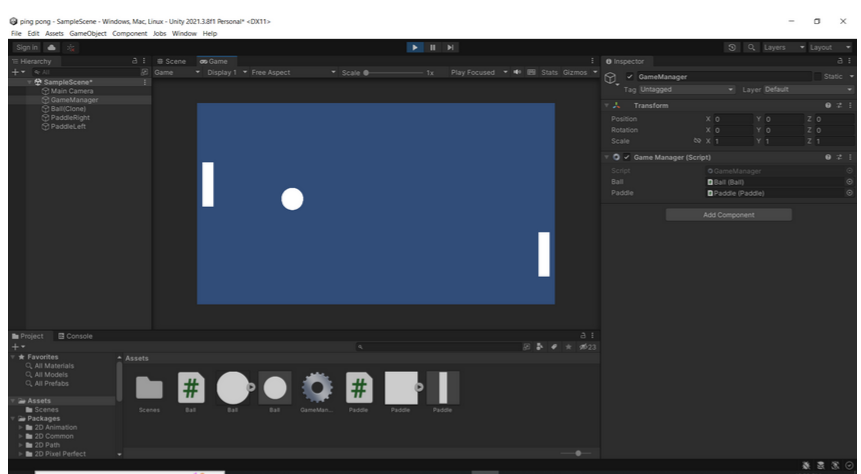 ping pong - SampleScene - Windows, Mac, Linux - Unity 2021.3.8f1 Personal* <DX11>
File Edit Assets GameObject Component Jobs Window Help
Sign in
Layers
Layout
Hierarchy
All
SampleScene*
Main Camera
GameManager
Ball(Clone)
PaddleRight
PaddleLeft
Scene Game
Game Display 1 Free Aspect Scale 1x Play Focused Stats Gizmos
Inspector
GameManager Static
Tag Untagged Layer Default
Transform
Position X 0 Y 0 Z 0
Rotation X 0 Y 0 Z 0
Scale X 1 Y 1 Z 1
Game Manager (Script)
Script GameManager
Ball Ball (Ball)
Paddle Paddle (Paddle)
Add Component
Project Console
23
Favorites
All Materials
All Models
All Prefabs
Assets
Scenes
Packages
2D Animation
2D Common
2D Path
2D Pixel Perfect
Assets
Scenes Ball Ball Ball GameMan... Paddle Paddle Paddle